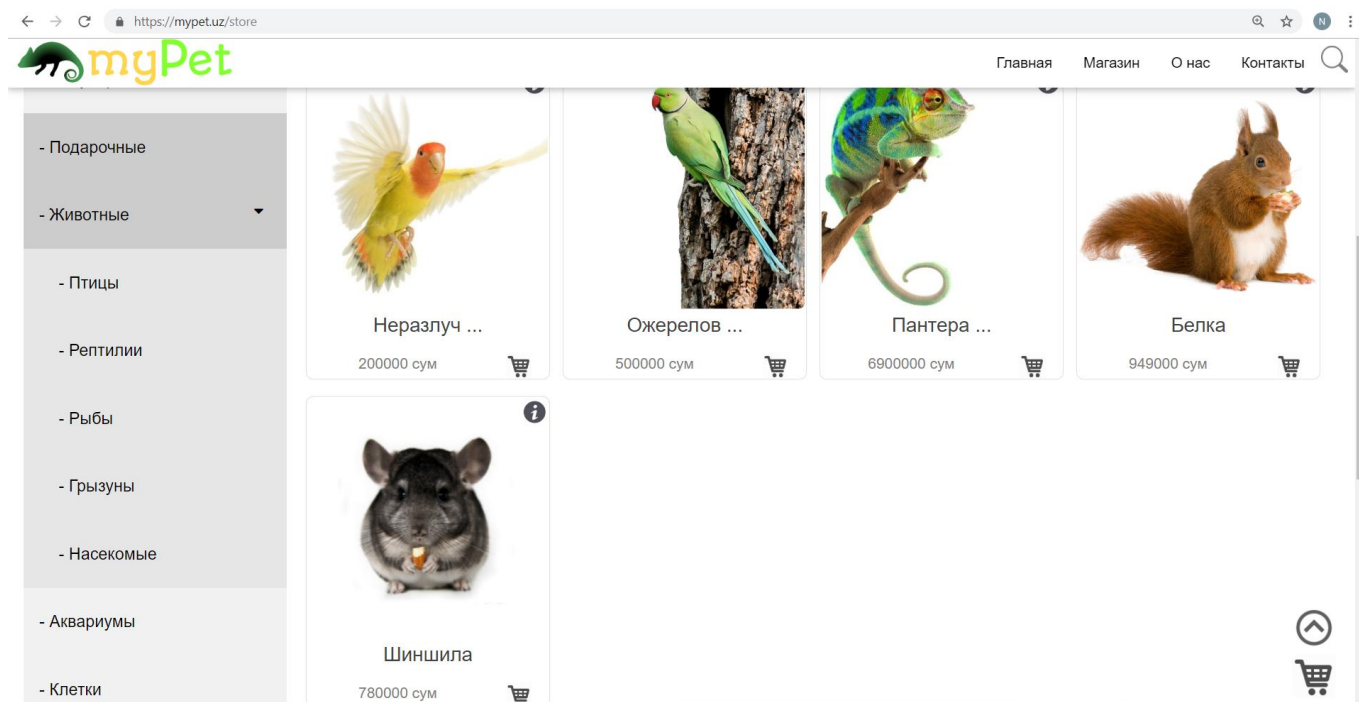 https://mypet.uz/store
N
myPet
Главная Магазин О нас Контакты
- Подарочные
- Животные
- Птицы
- Рептилии
- Рыбы
- Грызуны
- Насекомые
- Аквариумы
- Клетки
Неразлуч ...
200000 сум
Ожерелов ...
500000 сум
Пантера ...
6900000 сум
Белка
949000 сум
i
Шиншила
780000 сум